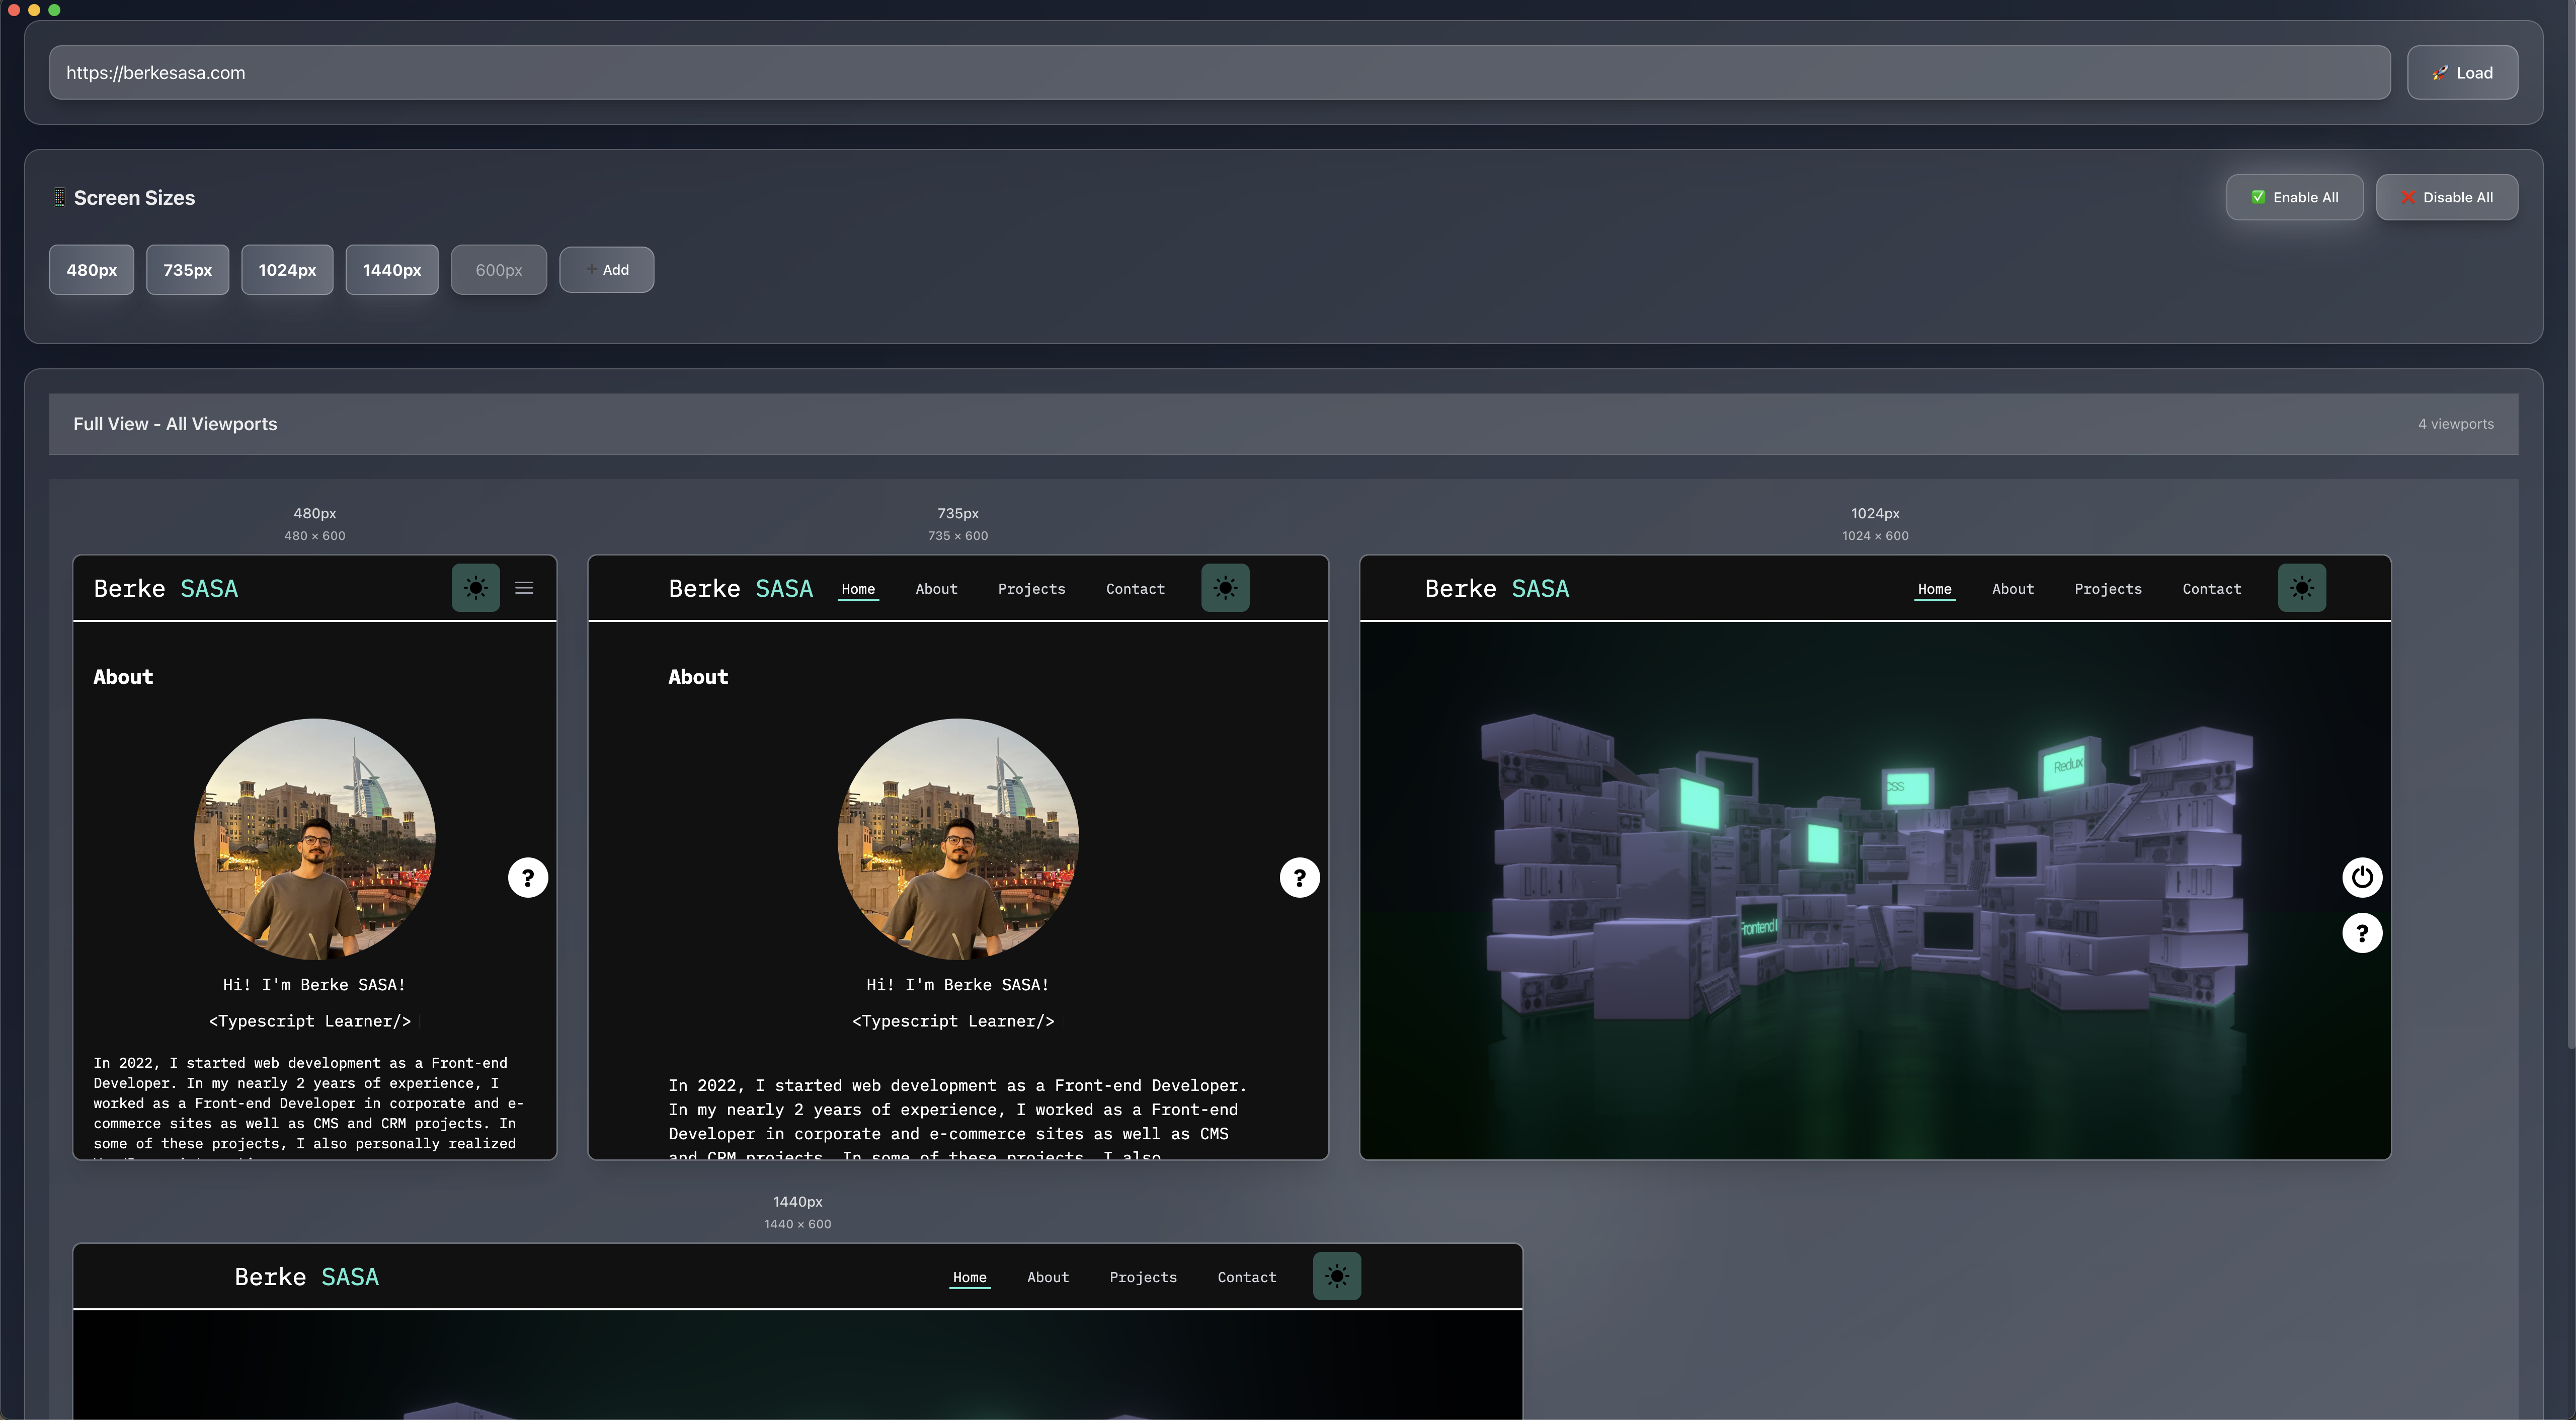 https://berkesasa.com
🚀 Load
📱 Screen Sizes
✅ Enable All
❌ Disable All
480px
735px
1024px
1440px
600px
➕ Add
Full View - All Viewports
4 viewports
480px
480 × 600
Berke SASA
About
Hi! I'm Berke SASA!
<Typescript Learner/>
In 2022, I started web development as a Front-end
Developer. In my nearly 2 years of experience, I
worked as a Front-end Developer in corporate and e-
commerce sites as well as CMS and CRM projects. In
some of these projects, I also personally realized
?
735px
735 × 600
Berke SASA
Home About Projects Contact
About
Hi! I'm Berke SASA!
<Typescript Learner/>
In 2022, I started web development as a Front-end Developer.
In my nearly 2 years of experience, I worked as a Front-end
Developer in corporate and e-commerce sites as well as CMS
and CRM projects. In some of these projects, I also
?
1024px
1024 × 600
Berke SASA
Home About Projects Contact
Redux
CSS
?
1440px
1440 × 600
Berke SASA
Home About Projects Contact